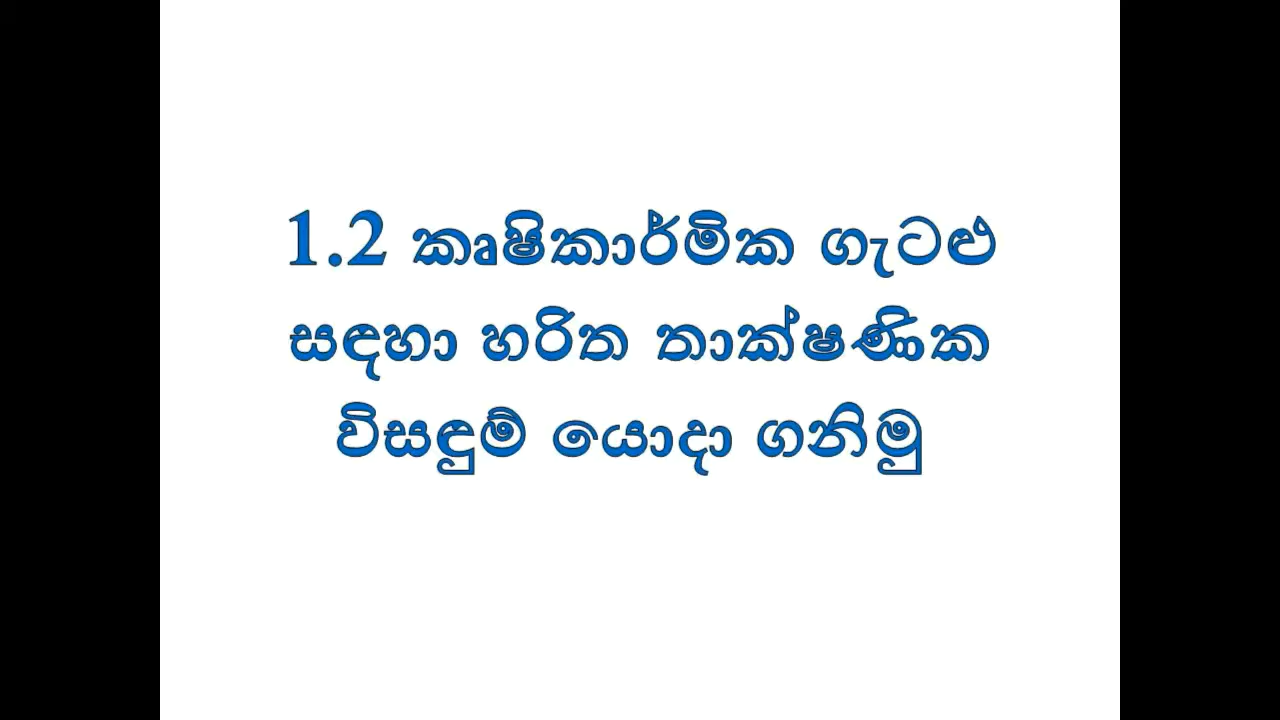 1.2 කෘෂිකාර්මික ගැටළු
සඳහා හරිත තාක්ෂණික
විසඳුම් යොදා ගනිමු